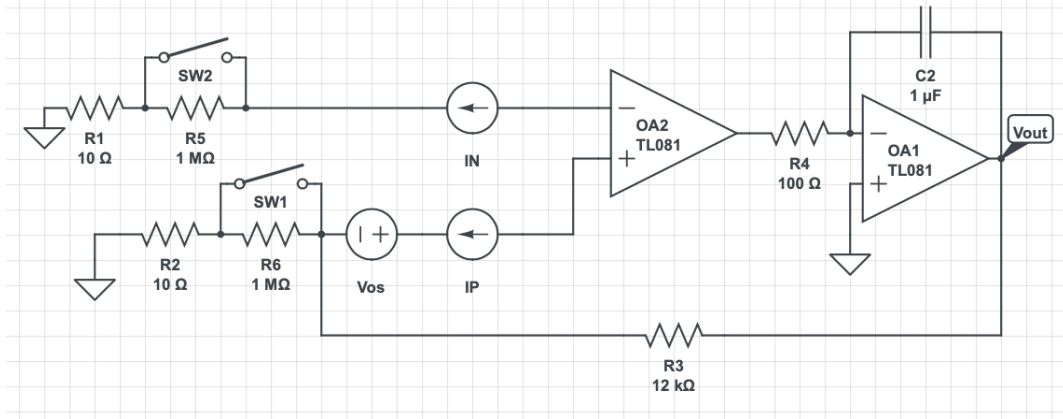 C2
1 µF
SW2
Vout
OA2
TL081
OA1
TL081
R1
10 Ω
R5
1 MΩ
IN
R4
100 Ω
SW1
R2
10 Ω
R6
1 MΩ
Vos
IP
R3
12 kΩ